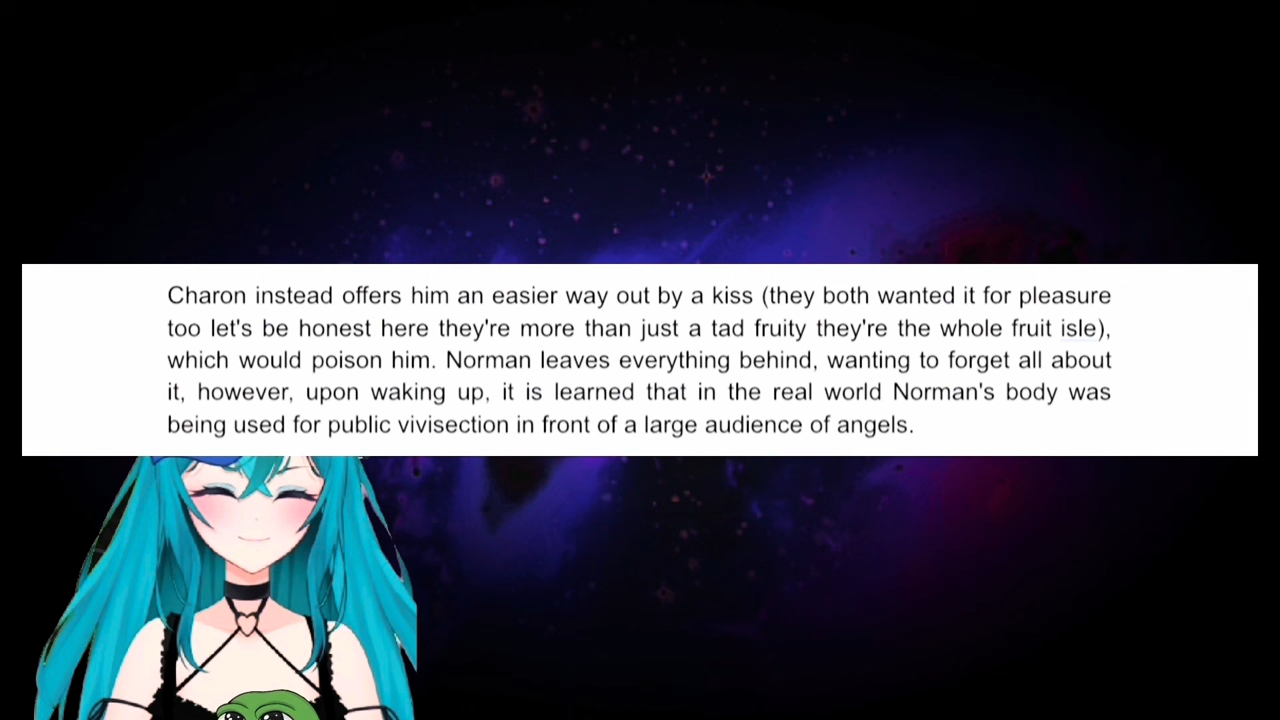 Charon instead offers him an easier way out by a kiss (they both wanted it for pleasure
too let's be honest here they're more than just a tad fruity they're the whole fruit isle),
which would poison him. Norman leaves everything behind, wanting to forget all about
it, however, upon waking up, it is learned that in the real world Norman's body was
being used for public vivisection in front of a large audience of angels.